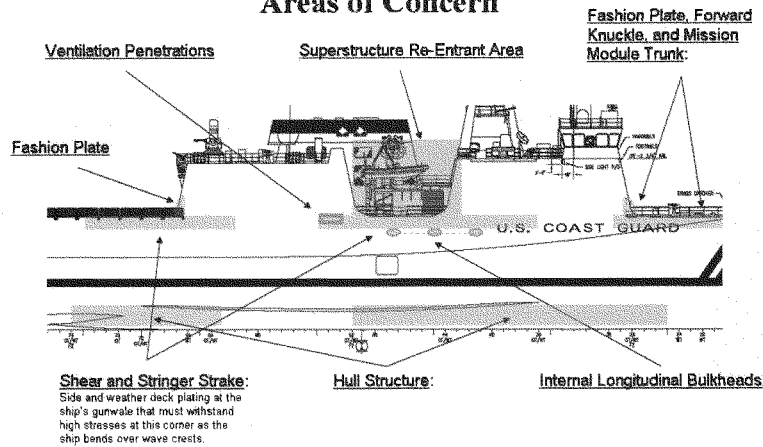 Areas of Concern
Fashion Plate, Forward
Knuckle, and Mission
Module Trunk:
Ventilation Penetrations
Superstructure Re-Entrant Area
Fashion Plate
U.S. COAST GUARD
Shear and Stringer Strake:
Side and weather deck plating at the
ship's gunwale that must withstand
high stresses at this corner as the
ship bends over wave crests.
Hull Structure:
Internal Longitudinal Bulkheads